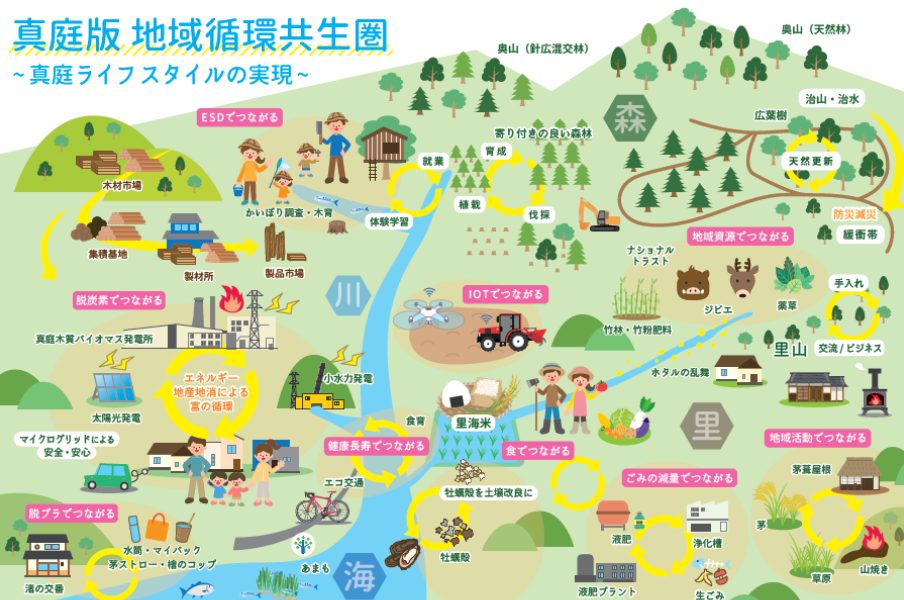 真庭版 地域循環共生圏
~真庭ライフスタイルの実現~
奥山（針広混交林）
奥山（天然林）
治山・治水
ESDでつながる
森
広葉樹
寄り付きの良い森林
育成
就業
天然更新
木材市場
植栽
伐採
かいぼり調査・木育
体験学習
防災減災
緩衝帯
地域資源でつながる
集積基地
製材所
製品市場
ナショナル
トラスト
手入れ
川
IOTでつながる
脱炭素でつながる
ジビエ
薬草
竹林・竹粉肥料
真庭木質バイオマス発電所
里山
交流/ビジネス
ホタルの乱舞
エネルギー
地産地消による
富の循環
小水力発電
太陽光発電
食育
里海米
里
マイクログリッドによる
安全・安心
健康長寿でつながる
食でつながる
地域活動でつながる
茅葺屋根
エコ交通
ごみの減量でつながる
牡蠣殻を土壌改良に
脱プラでつながる
茅
液肥
浄化槽
水筒・マイバック
茅ストロー・檜のコップ
牡蠣殻
あまも
海
山焼き
草原
渚の交番
液肥プラント
生ごみ